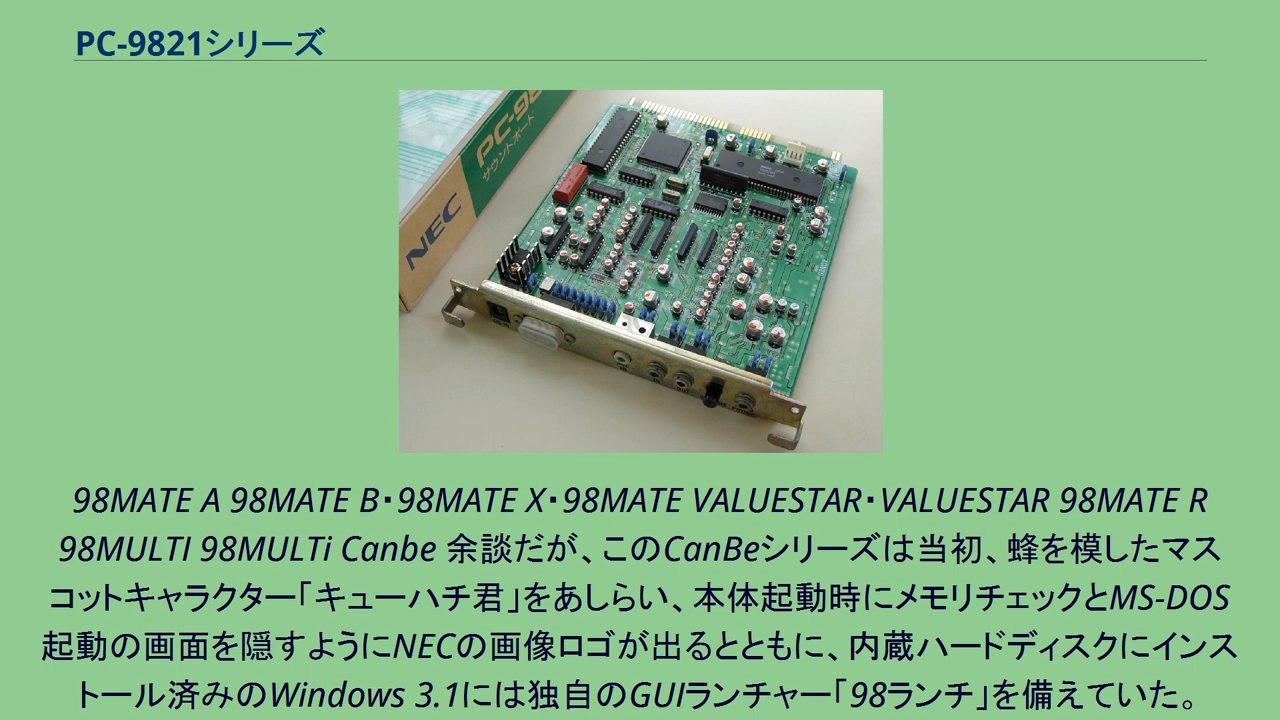 PC-9821シリーズ
PC-98
サウンドボード
NEC
98MATE A 98MATE B・98MATE X・98MATE VALUESTAR・VALUESTAR 98MATE R
98MULTI 98MULTi Canbe 余談だが、このCanBeシリーズは当初、蜂を模したマス
コットキャラクター「キューハチ君」をあしらい、本体起動時にメモリチェックとMS-DOS
起動の画面を隠すようにNECの画像ロゴが出るとともに、内蔵ハードディスクにインス
トール済みのWindows 3.1には独自のGUIランチャー「98ランチ」を備えていた。